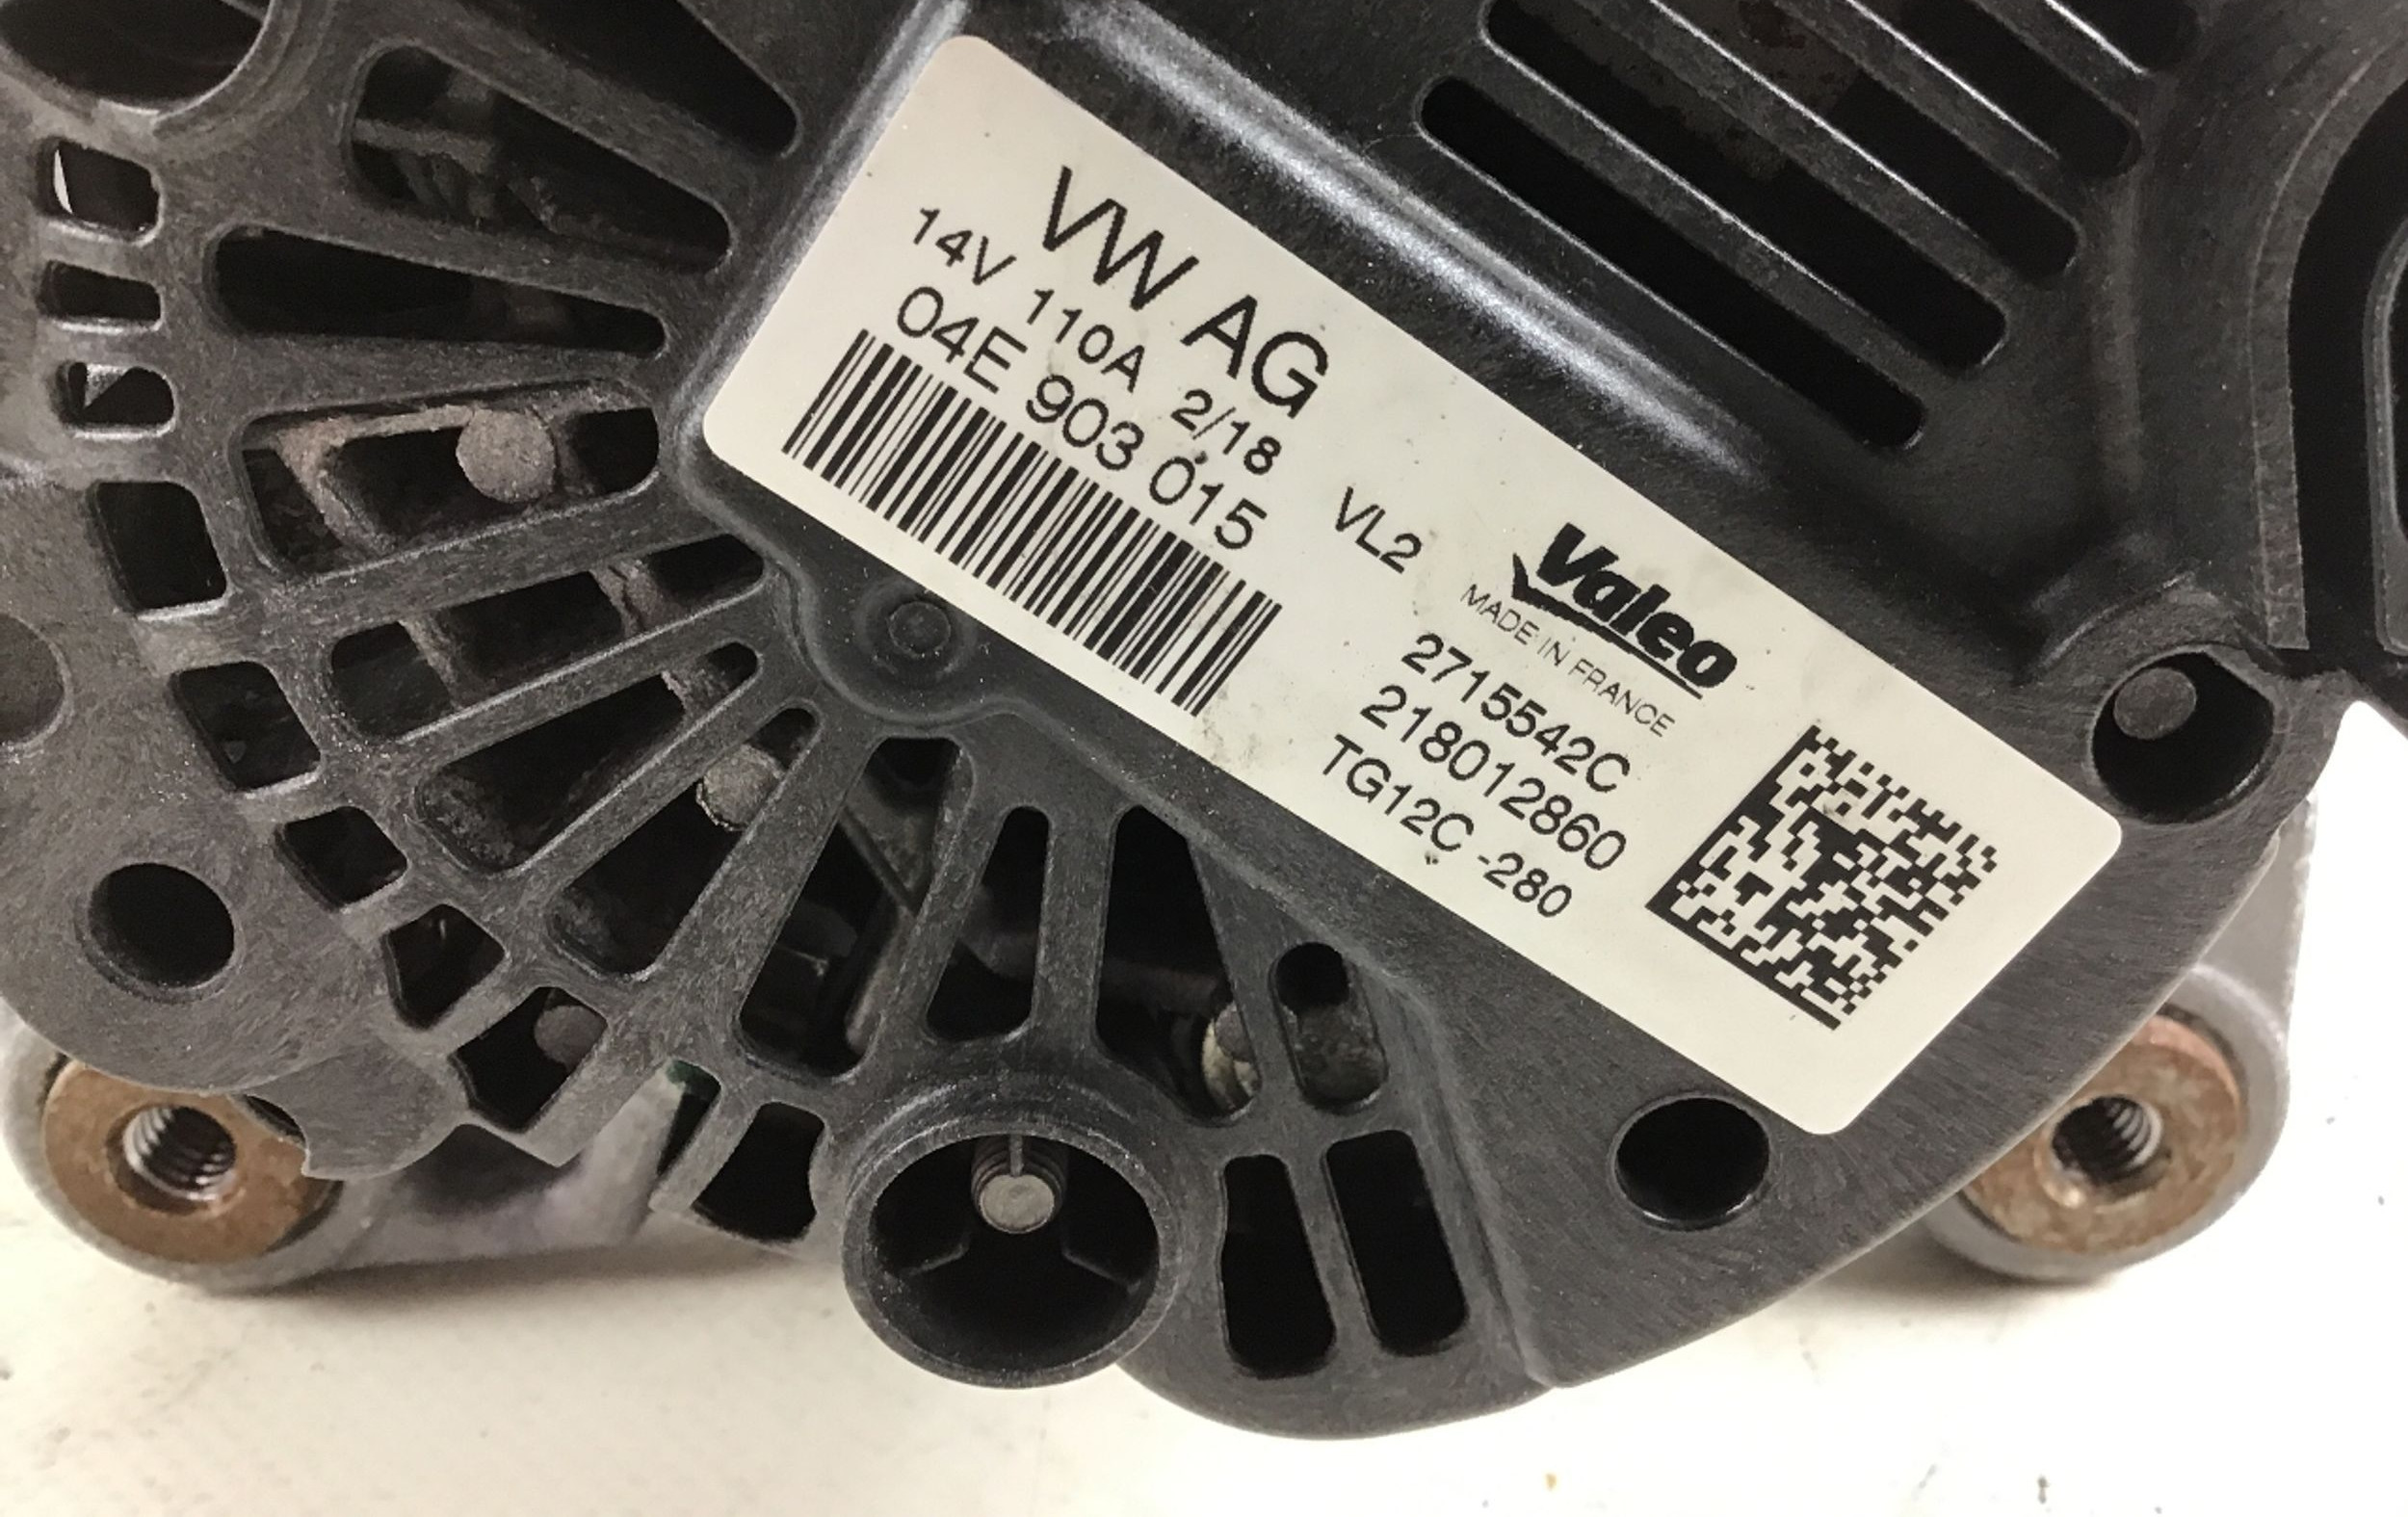 VW AG
14V 110A 2/18 VL2
04E 903 015
Valeo
MADE IN FRANCE
2715542C
218012860
TG12C -280